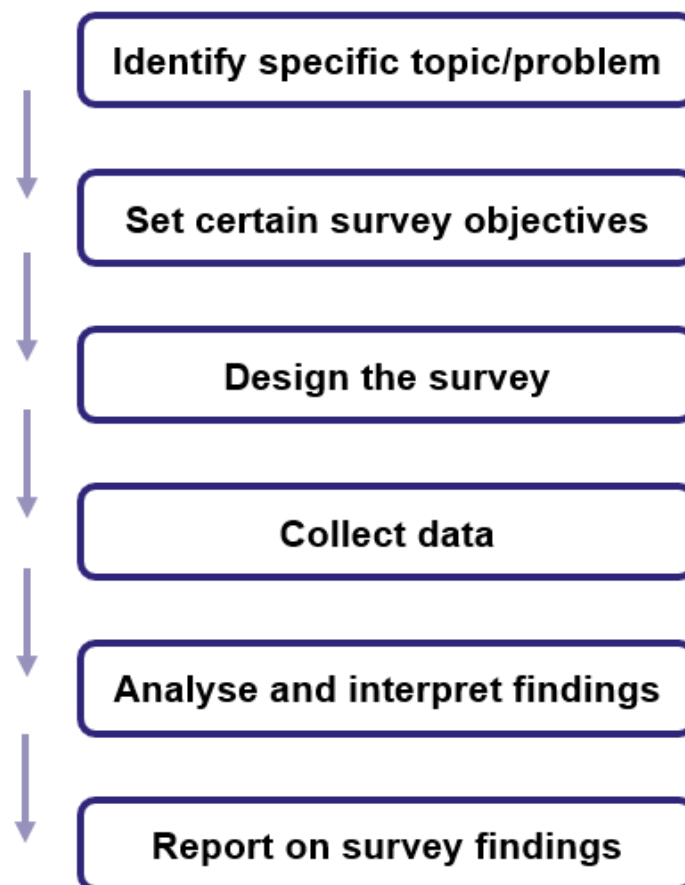 Identify specific topic/problem
Set certain survey objectives
Design the survey
Collect data
Analyse and interpret findings
Report on survey findings